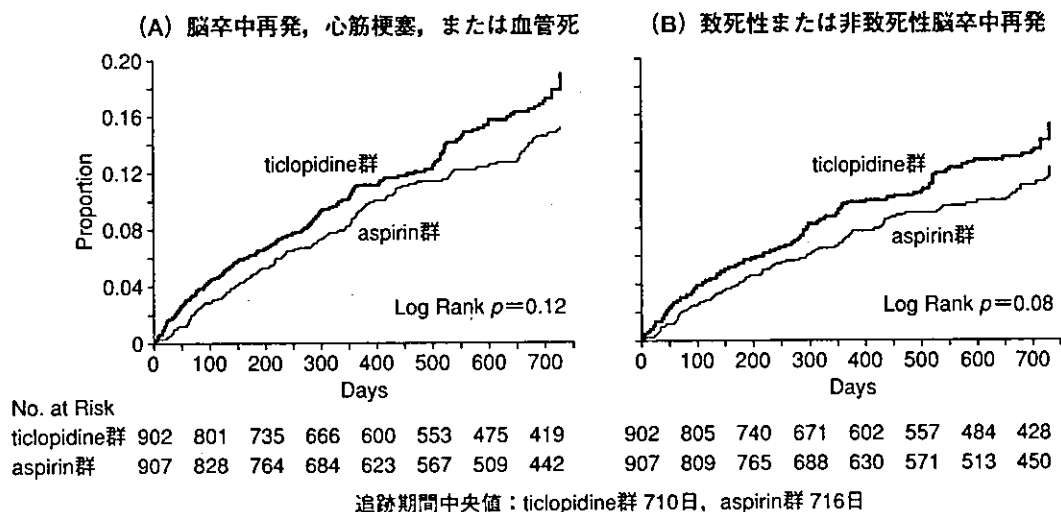 (A) 脳卒中再発，心筋梗塞，または血管死
(B) 致死性または非致死性脳卒中再発
0.20
0.16
0.12
0.08
0.04
0
Proportion
ticlopidine群
aspirin群
Log Rank p＝0.12
0 100 200 300 400 500 600 700
Days
ticlopidine群
aspirin群
Log Rank p＝0.08
0 100 200 300 400 500 600 700
Days
No. at Risk
ticlopidine群 902 801 735 666 600 553 475 419 902 805 740 671 602 557 484 428
aspirin群 907 828 764 684 623 567 509 442 907 809 765 688 630 571 513 450
追跡期間中央値：ticlopidine群 710日，aspirin群 716日